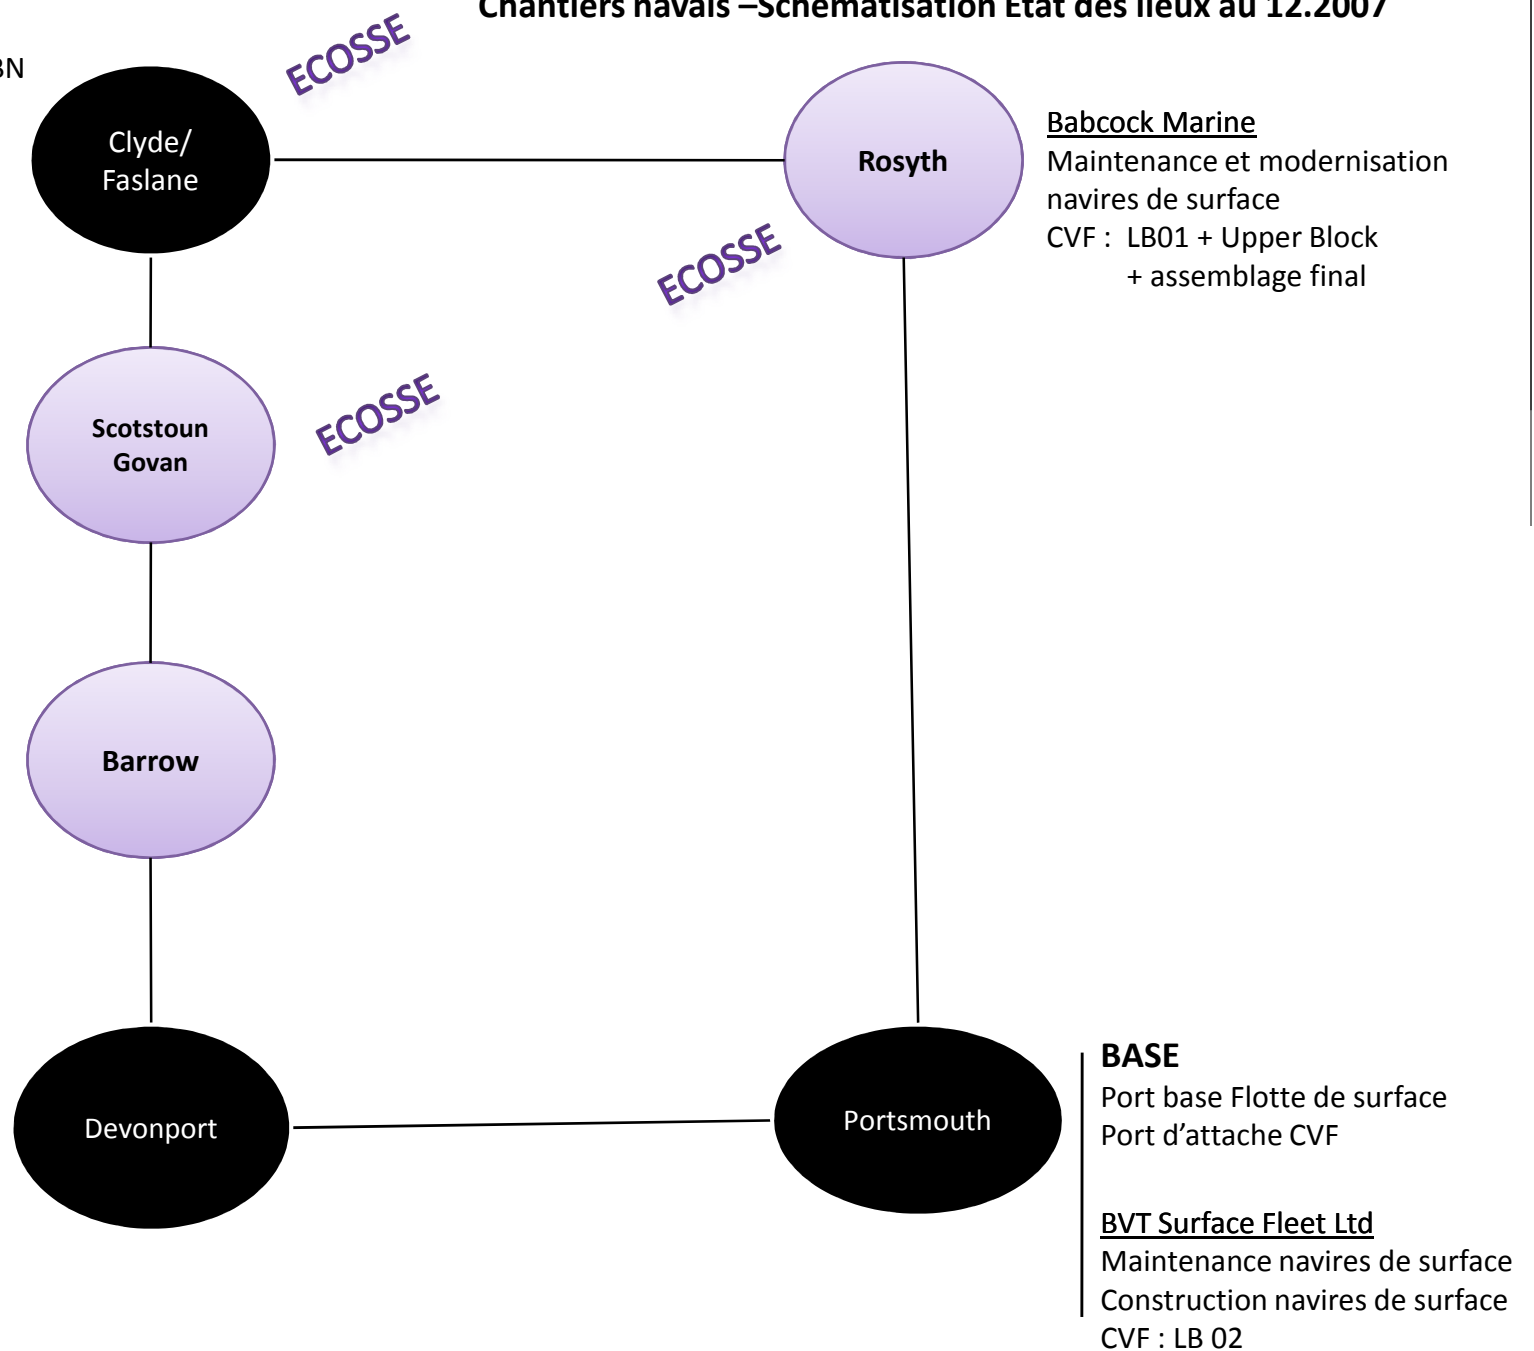 Chantiers navals –Schématisation Etat des lieux au 12.2007
ECOSSE
Clyde/
Faslane
Rosyth
Babcock Marine
Maintenance et modernisation
navires de surface
CVF : LB01 + Upper Block
+ assemblage final
ECOSSE
ECOSSE
Scotstoun
Govan
Barrow
Devonport
Portsmouth
BASE
Port base Flotte de surface
Port d’attache CVF
BVT Surface Fleet Ltd
Maintenance navires de surface
Construction navires de surface
CVF : LB 02